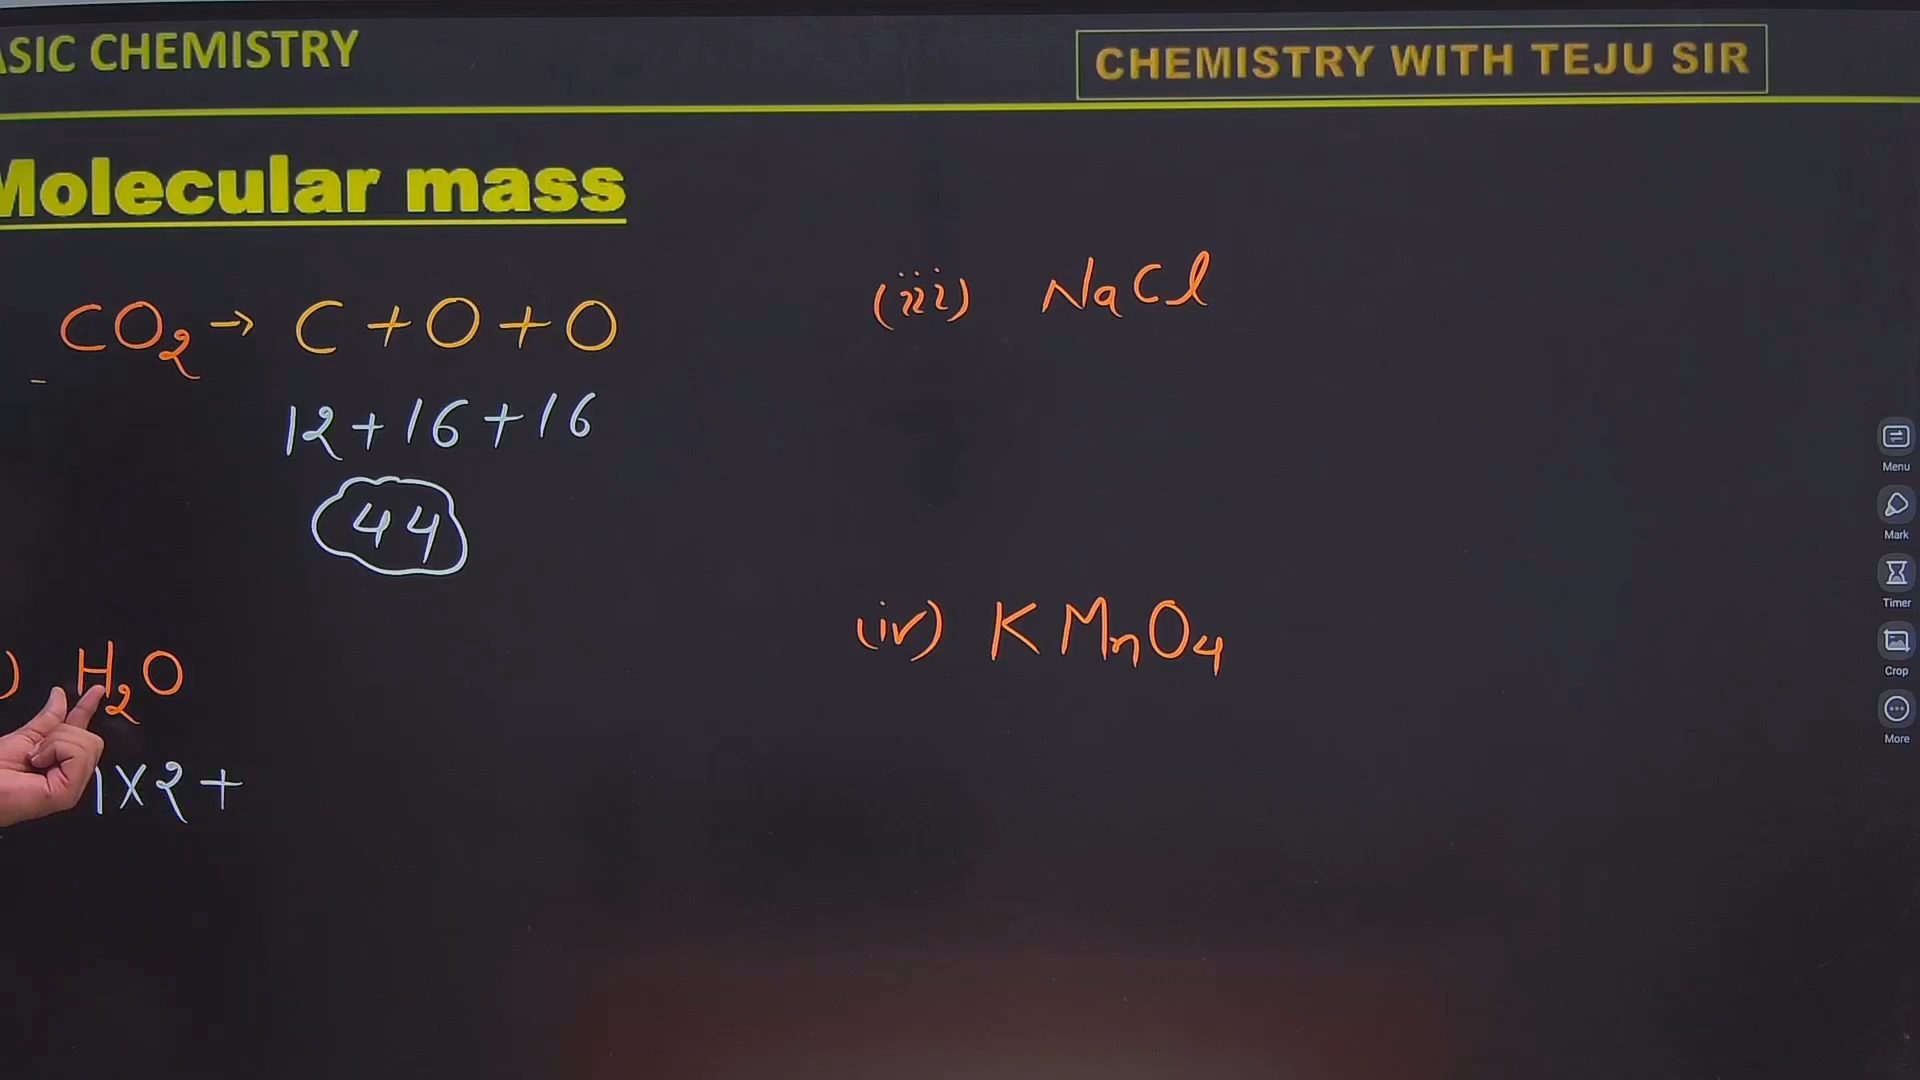 ASIC CHEMISTRY
CHEMISTRY WITH TEJU SIR
Molecular mass
CO₂ → C + O + O
12 + 16 + 16
44
) H₂O
1 X 2 +
(iii) NaCl
(iv) KMnO₄
Menu
Mark
Timer
Crop
More